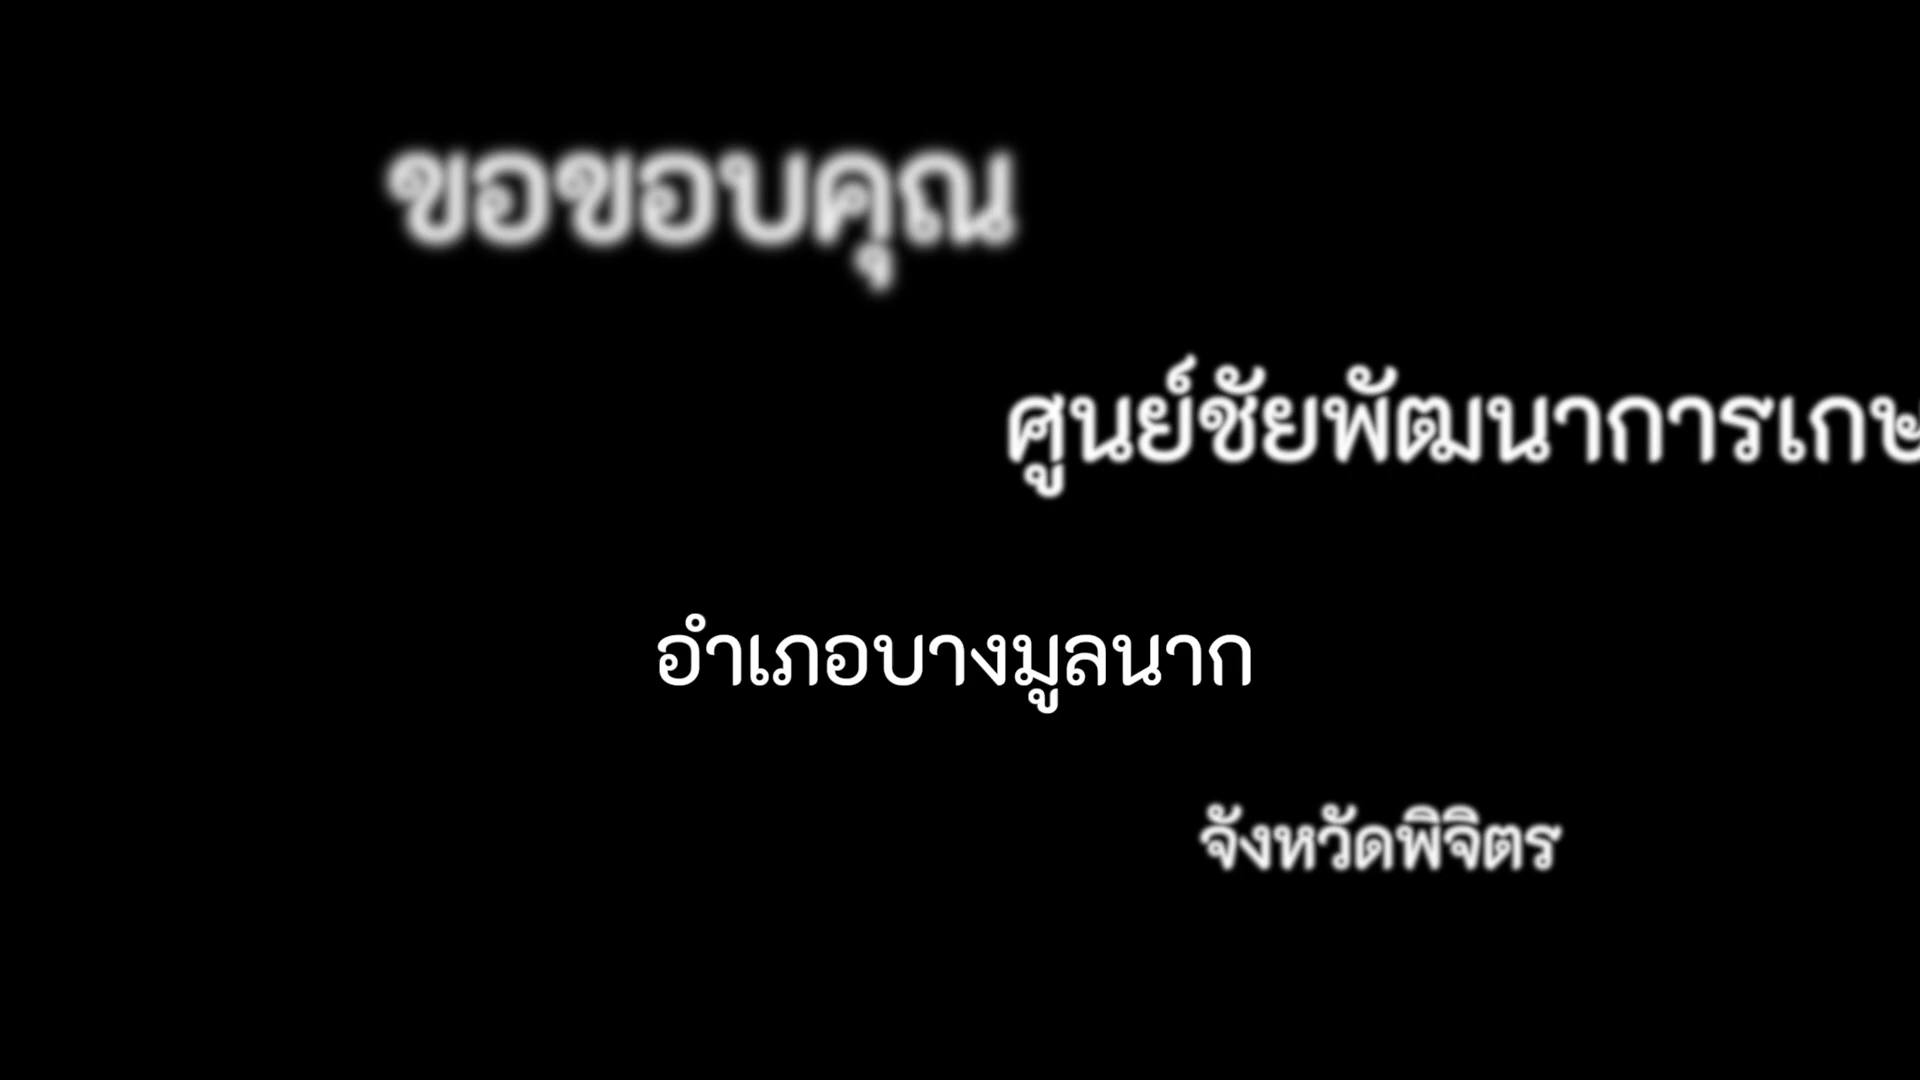 ขอขอบคุณ
ศูนย์ชัยพัฒนาการเกษ
อำเภอบางมูลนาก
จังหวัดพิจิตร